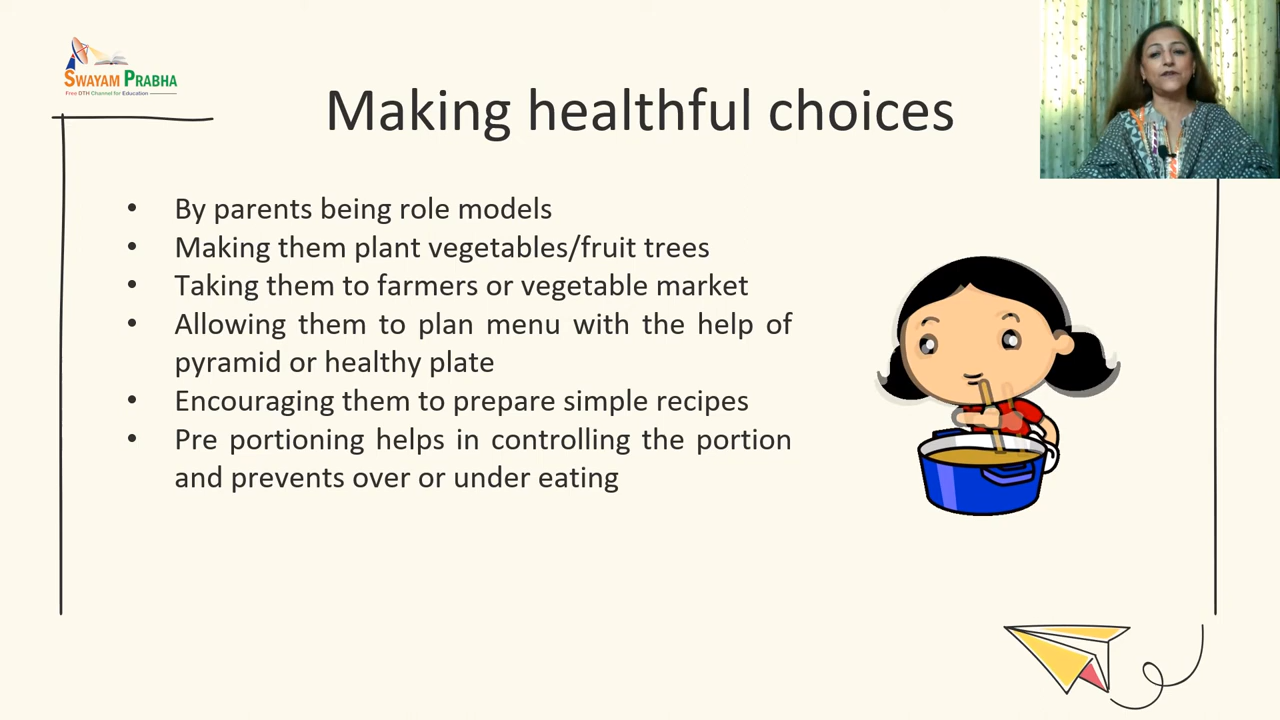 SWAYAM PRABHA
Free DTH Channel for Education
Making healthful choices
• By parents being role models
• Making them plant vegetables/fruit trees
• Taking them to farmers or vegetable market
• Allowing them to plan menu with the help of
pyramid or healthy plate
• Encouraging them to prepare simple recipes
• Pre portioning helps in controlling the portion
and prevents over or under eating